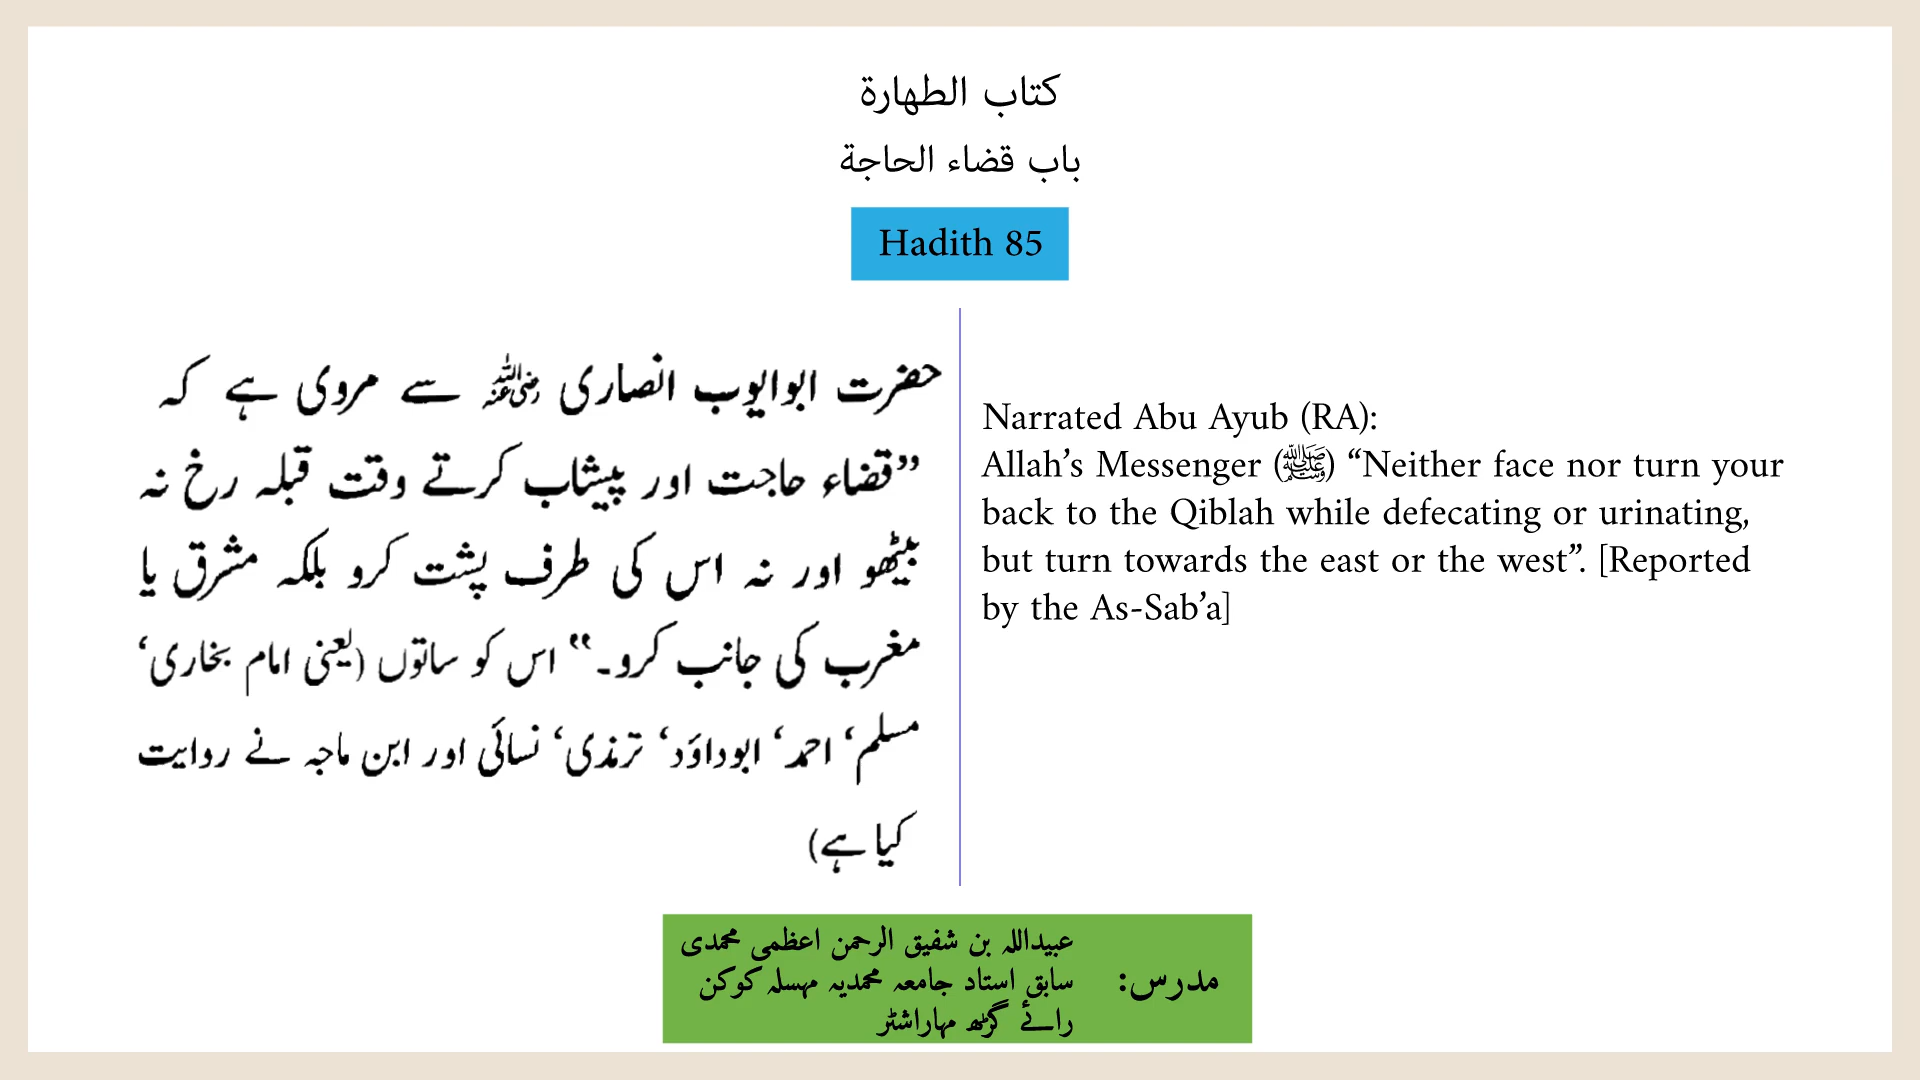 كتاب الطهارة
باب قضاء الحاجة
Hadith 85
حضرت ابوایوب انصاری رضی اللہ عنہ سے مروی ہے کہ
”قضاء حاجت اور پیشاب کرتے وقت قبلہ رخ نہ
بیٹھو اور نہ اس کی طرف پشت کرو بلکہ مشرق یا
مغرب کی جانب کرو۔“ اس کو ساتوں (یعنی امام بخاری‘
مسلم‘ احمد‘ ابوداؤد‘ ترمذی‘ نسائی اور ابن ماجہ نے روایت
کیا ہے)
Narrated Abu Ayub (RA):
Allah’s Messenger (ﷺ) “Neither face nor turn your
back to the Qiblah while defecating or urinating,
but turn towards the east or the west”. [Reported
by the As-Sab’a]
مدرس:
عبیداللہ بن شفیق الرحمن اعظمی محمدی
سابق استاد جامعہ محمدیہ مہسلہ کوکن
رائے گڑھ مہاراشٹر